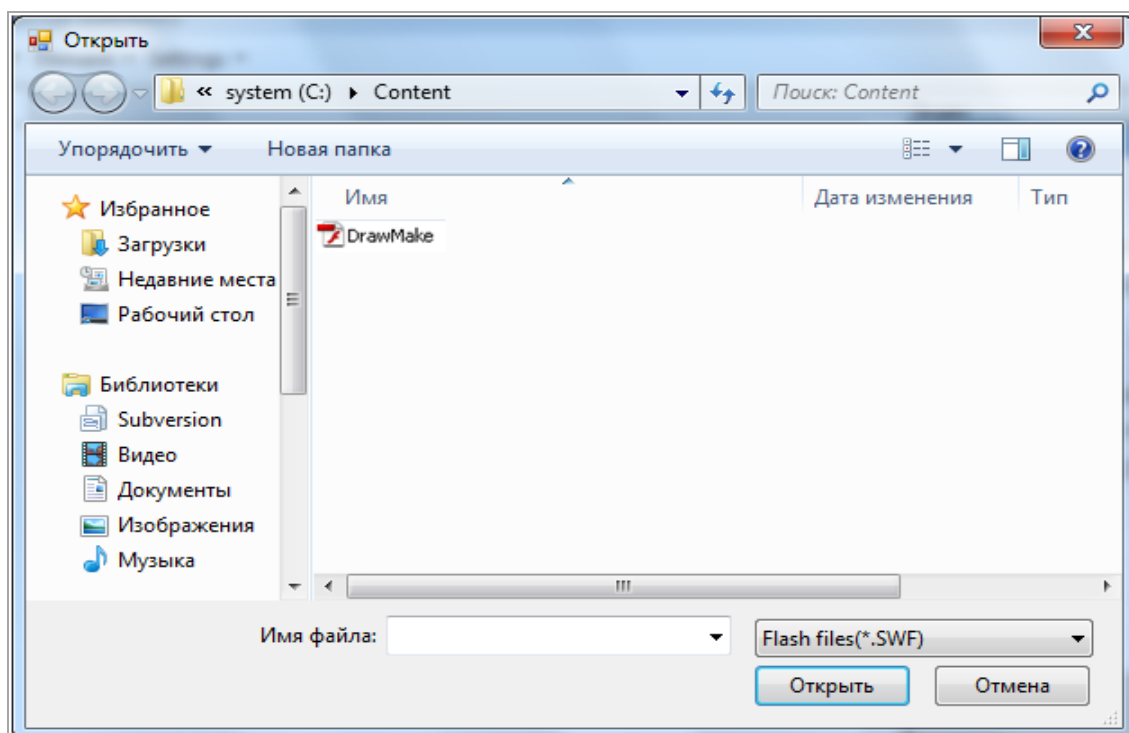 Открыть
« system (C:) Content
Поиск: Content
Упорядочить Новая папка
Имя Дата изменения Тип
Избранное
DrawMake
Загрузки
Недавние места
Рабочий стол
Библиотеки
Subversion
Видео
Документы
Изображения
Музыка
Имя файла:
Flash files(*.SWF)
Открыть Отмена